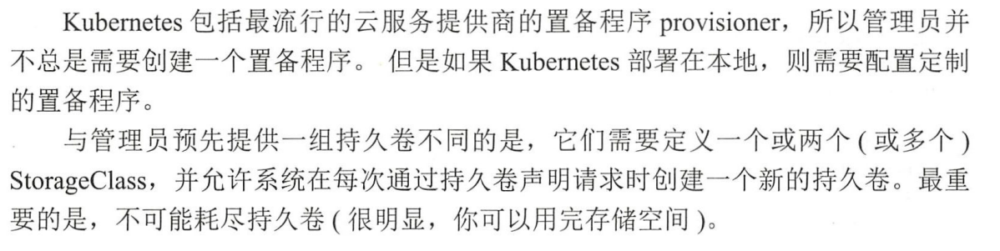 Kubernetes 包括最流行的云服务提供商的置备程序 provisioner，所以管理员并
不总是需要创建一个置备程序。 但是如果 Kubernetes 部署在本地，则需要配置定制
的置备程序。
与管理员预先提供一组持久卷不同的是，它们需要定义一个或两个 ( 或多个 )
StorageClass，并允许系统在每次通过持久卷声明请求时创建一个新的持久卷。最重
要的是，不可能耗尽持久卷 ( 很明显，你可以用完存储空间 )。